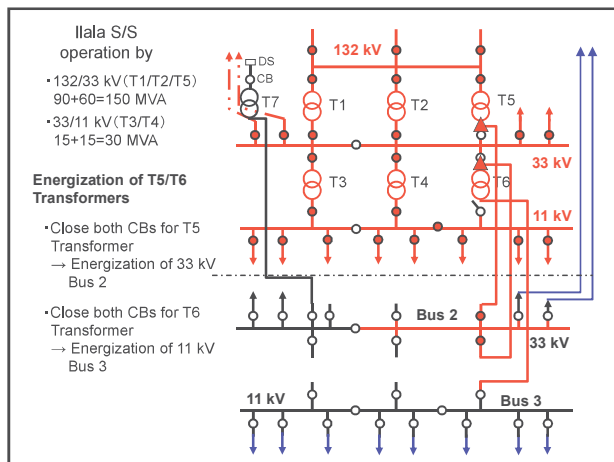 Ilala S/S
operation by
・132/33 kV(T1/T2/T5)
90+60=150 MVA
・33/11 kV(T3/T4)
15+15=30 MVA
Energization of T5/T6
Transformers
・Close both CBs for T5
Transformer
→ Energization of 33 kV
Bus 2
・Close both CBs for T6
Transformer
→ Energization of 11 kV
Bus 3
DS
CB
T7
132 kV
T1
T2
T5
33 kV
T3
T4
T6
11 kV
Bus 2
33 kV
11 kV
Bus 3